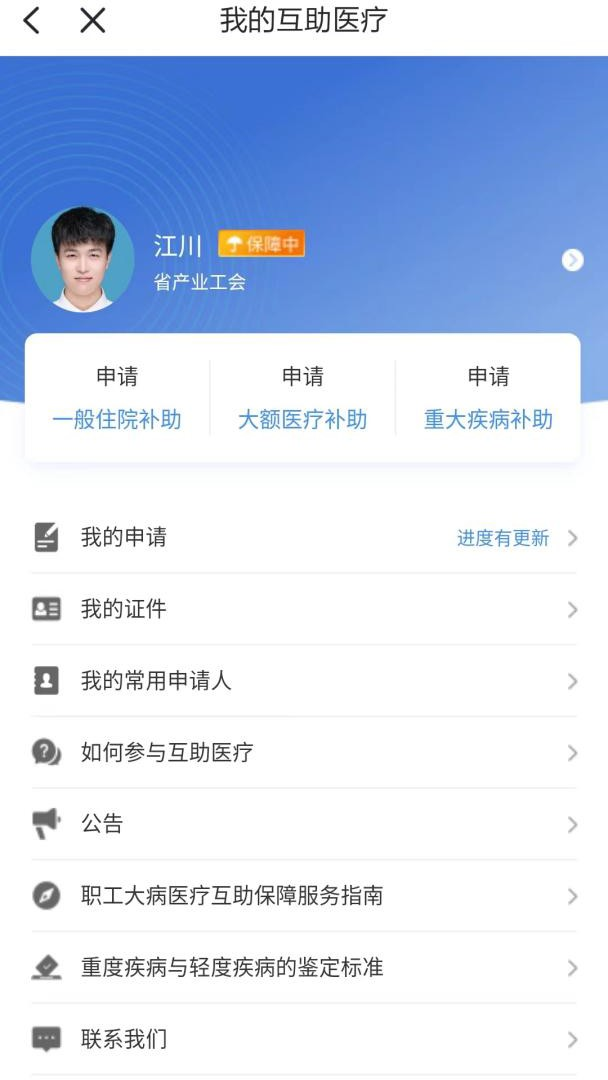 我的互助医疗
江川 保障中
省产业工会
申请 申请 申请
一般住院补助 大额医疗补助 重大疾病补助
我的申请 进度有更新
我的证件
我的常用申请人
如何参与互助医疗
公告
职工大病医疗互助保障服务指南
重度疾病与轻度疾病的鉴定标准
联系我们